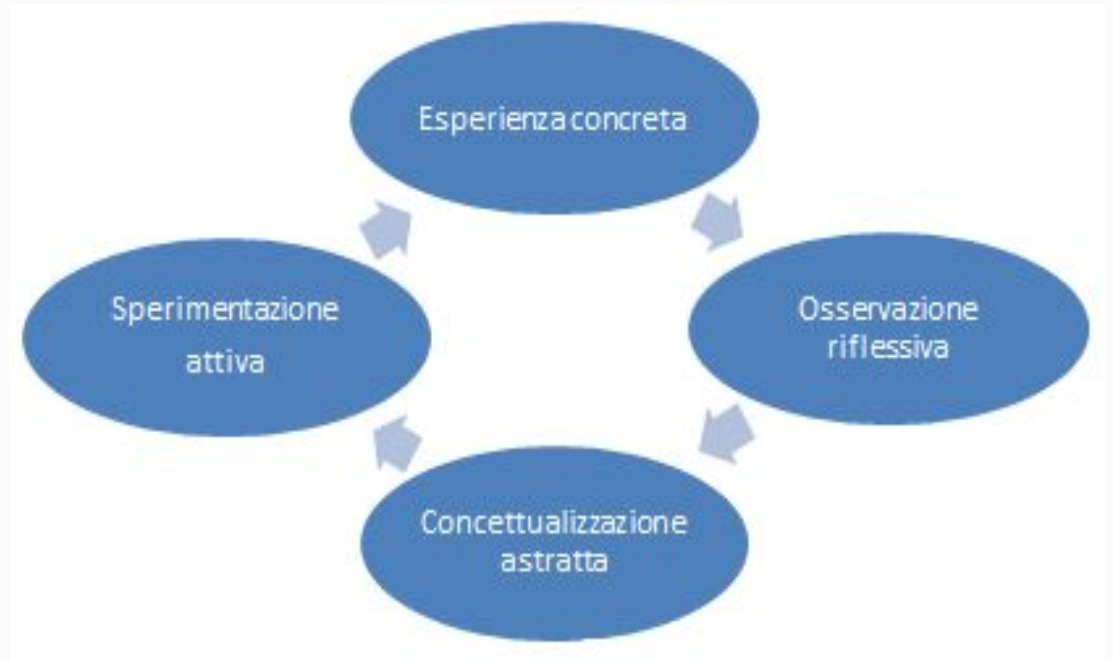 Esperienza concreta
Osservazione
riflessiva
Concettualizzazione
astratta
Sperimentazione
attiva